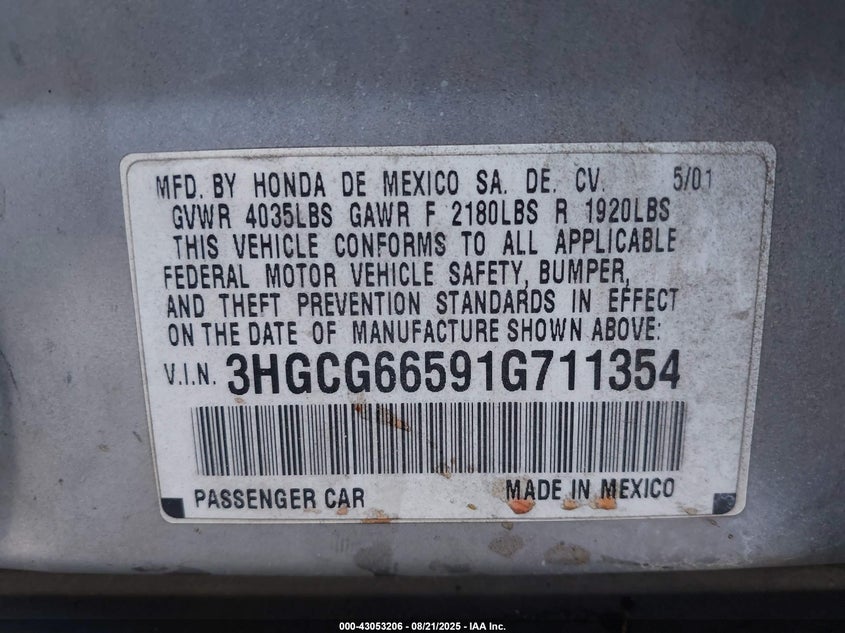 MFD. BY HONDA DE MEXICO SA. DE. CV. 5/01
GVWR 4035LBS GAWR F 2180LBS R 1920LBS
THIS VEHICLE CONFORMS TO ALL APPLICABLE
FEDERAL MOTOR VEHICLE SAFETY, BUMPER,
AND THEFT PREVENTION STANDARDS IN EFFECT
ON THE DATE OF MANUFACTURE SHOWN ABOVE:
V.I.N. 3HGCG66591G711354
PASSENGER CAR MADE IN MEXICO
000-43053206 - 08/21/2025 - IAA Inc.